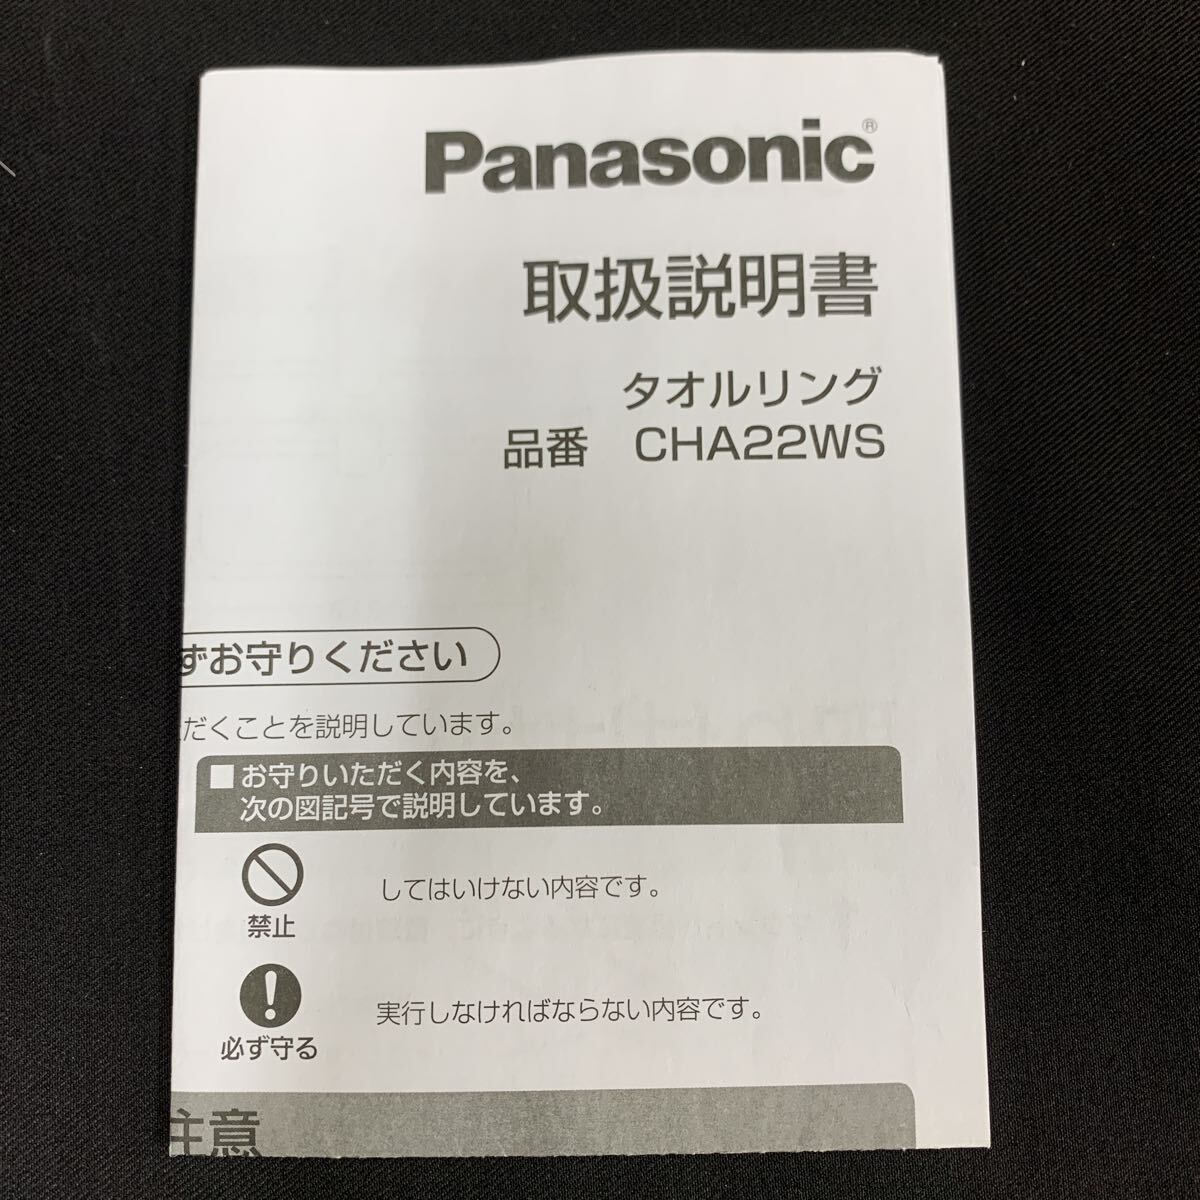 Panasonic®
取扱説明書
タオルリング
品番 CHA22WS
ずお守りください
だくことを説明しています。
■ お守りいただく内容を、
次の図記号で説明しています。
禁止
してはいけない内容です。
必ず守る
実行しなければならない内容です。
注意